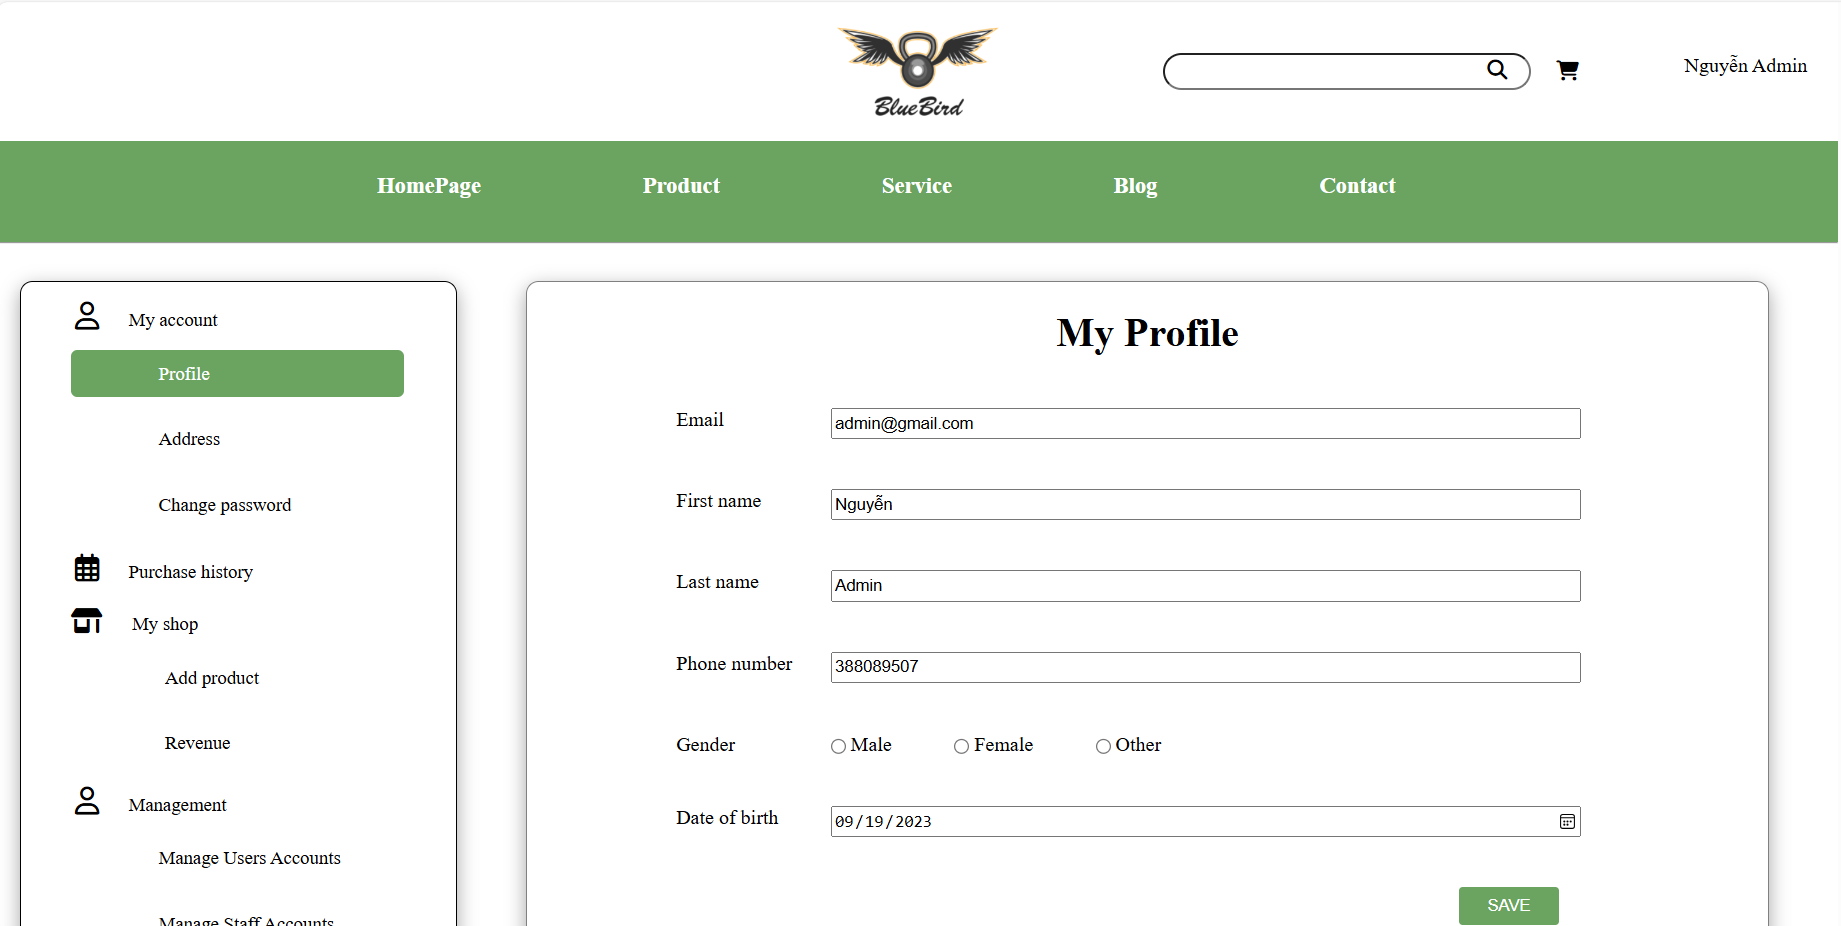 BlueBird
Nguyễn Admin
HomePage Product Service Blog Contact
My account
Profile
Address
Change password
Purchase history
My shop
Add product
Revenue
Management
Manage Users Accounts
Manage Staff Accounts
My Profile
Email admin@gmail.com
First name Nguyễn
Last name Admin
Phone number 388089507
Gender Male Female Other
Date of birth 09/19/2023
SAVE